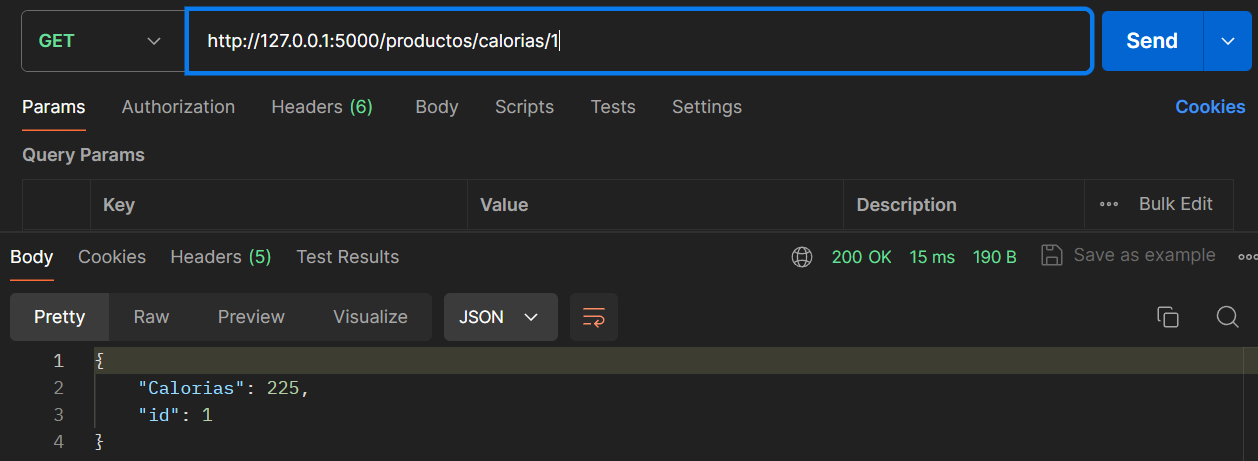 GET http://127.0.0.1:5000/productos/calorias/1 Send
Params Authorization Headers (6) Body Scripts Tests Settings Cookies
Query Params
Key Value Description Bulk Edit
Body Cookies Headers (5) Test Results 200 OK 15 ms 190 B Save as example
Pretty Raw Preview Visualize JSON
1 {
2 "Calorias": 225,
3 "id": 1
4 }